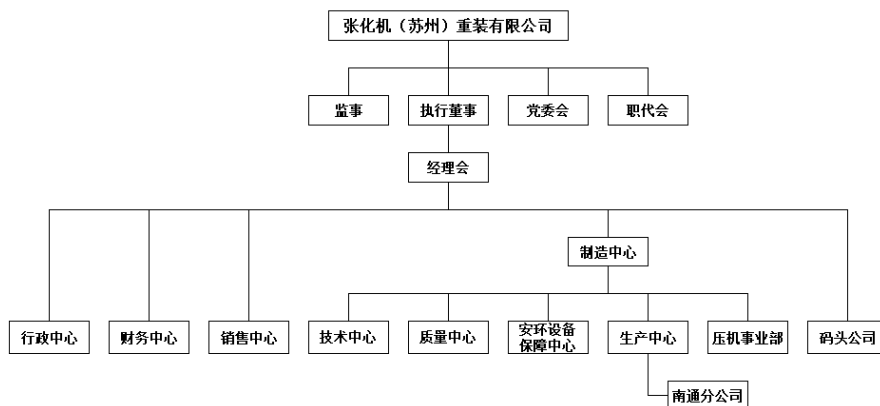 张化机（苏州）重装有限公司
监事
执行董事
党委会
职代会
经理会
制造中心
行政中心
财务中心
销售中心
技术中心
质量中心
安环设备
保障中心
生产中心
压机事业部
码头公司
南通分公司